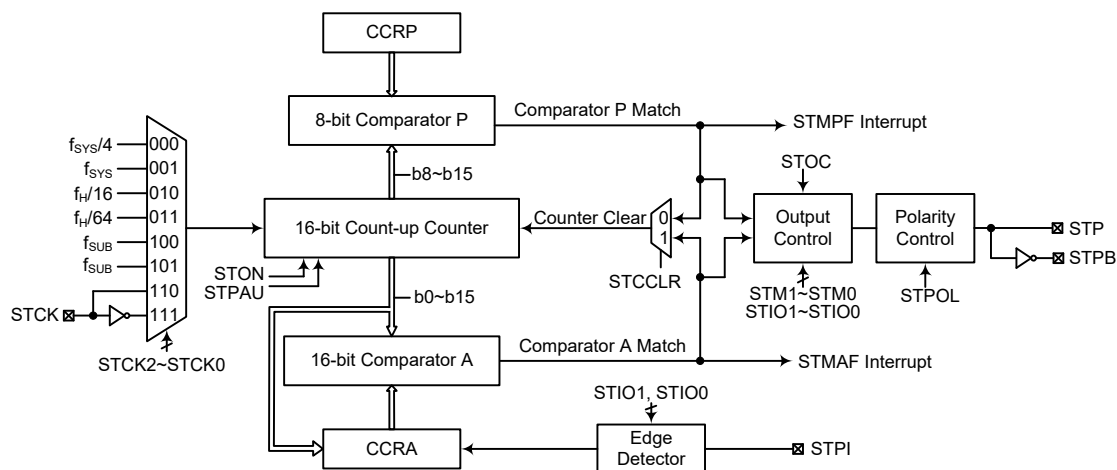 CCRP
8-bit Comparator P
Comparator P Match
STMPF Interrupt
b8~b15
fSYS/4
000
fSYS
001
fH/16
010
fH/64
011
fSUB
100
fSUB
101
110
111
STCK
STCK2~STCK0
16-bit Count-up Counter
Counter Clear
0
1
STCCLR
STOC
Output
Control
Polarity
Control
STP
STPB
STON
STPAU
STM1~STM0
STIO1~STIO0
STPOL
b0~b15
16-bit Comparator A
Comparator A Match
STMAF Interrupt
STIO1, STIO0
CCRA
Edge
Detector
STPI